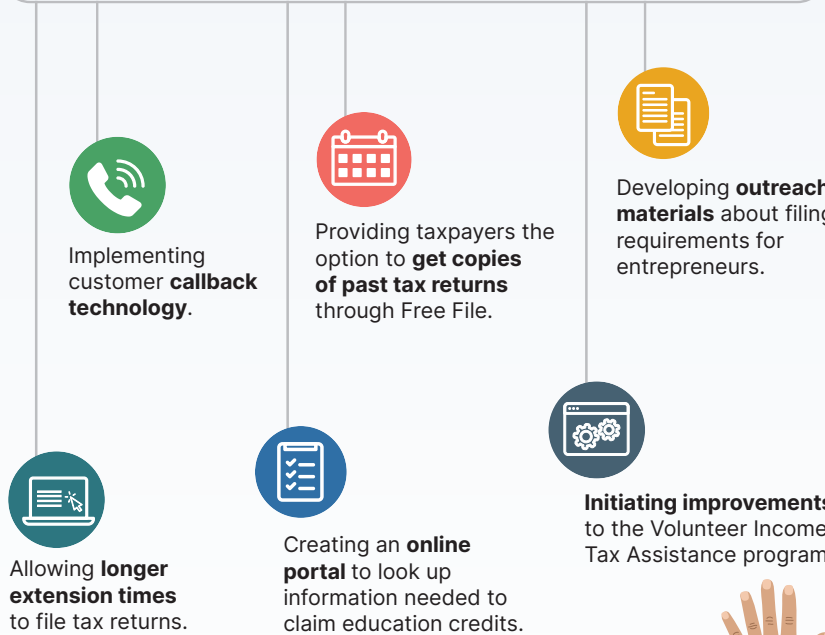 Implementing
customer callback
technology.
Providing taxpayers the
option to get copies
of past tax returns
through Free File.
Developing outreach
materials about filing
requirements for
entrepreneurs.
Allowing longer
extension times
to file tax returns.
Creating an online
portal to look up
information needed to
claim education credits.
Initiating improvements
to the Volunteer Income
Tax Assistance program